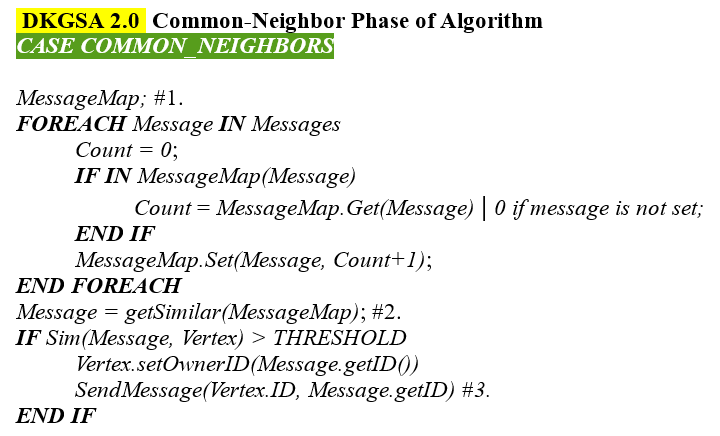 DKGSA 2.0 Common-Neighbor Phase of Algorithm
CASE COMMON_NEIGHBORS
MessageMap; #1.
FOREACH Message IN Messages
Count = 0;
IF IN MessageMap(Message)
Count = MessageMap.Get(Message) | 0 if message is not set;
END IF
MessageMap.Set(Message, Count+1);
END FOREACH
Message = getSimilar(MessageMap); #2.
IF Sim(Message, Vertex) > THRESHOLD
Vertex.setOwnerID(Message.getID())
SendMessage(Vertex.ID, Message.getID) #3.
END IF